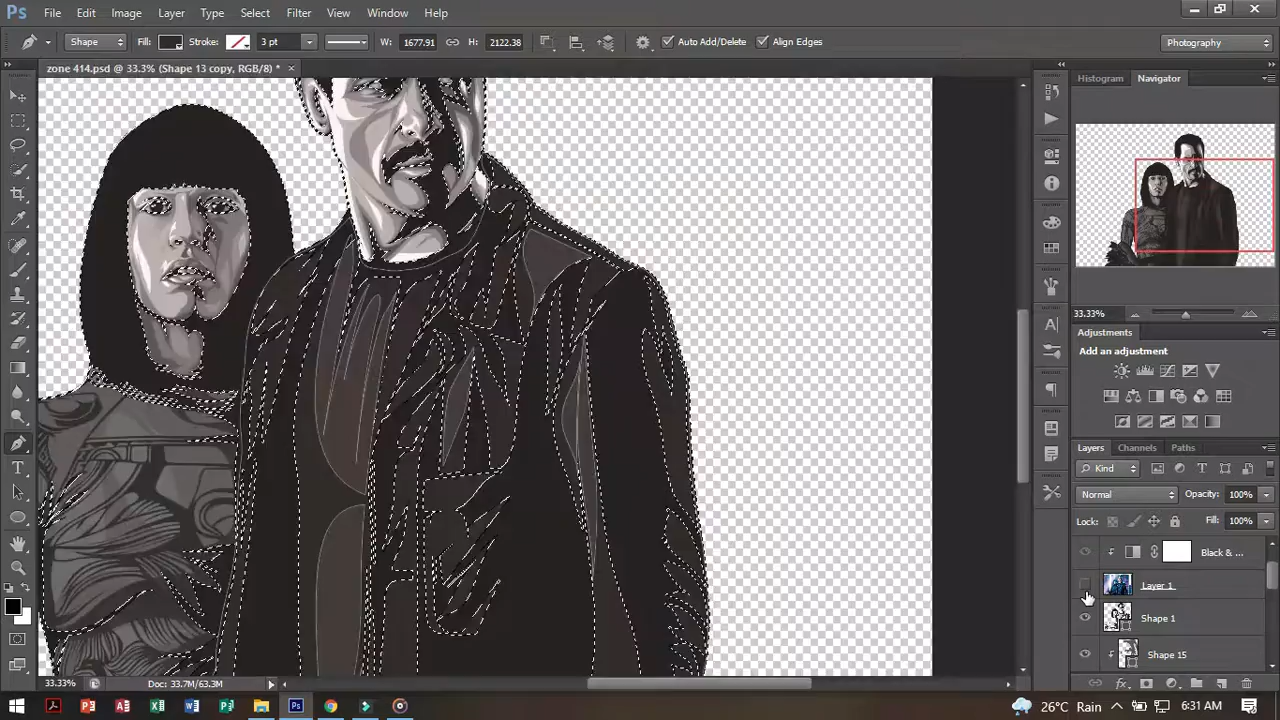 Ps File Edit Image Layer Type Select Filter View Window Help
Shape Fill: Stroke: 3 pt W: 1677.91 H: 2122.38 Auto Add/Delete Align Edges Photography
zone 414.psd @ 33.3% (Shape 13 copy, RGB/8) * ×
Histogram Navigator
33.33%
Adjustments
Add an adjustment
Layers Channels Paths
Kind
Normal Opacity: 100%
Lock: Fill: 100%
Black & ...
Layer 1
Shape 1
Shape 15
33.33% Doc: 33.7M/63.3M
26°C Rain 6:31 AM